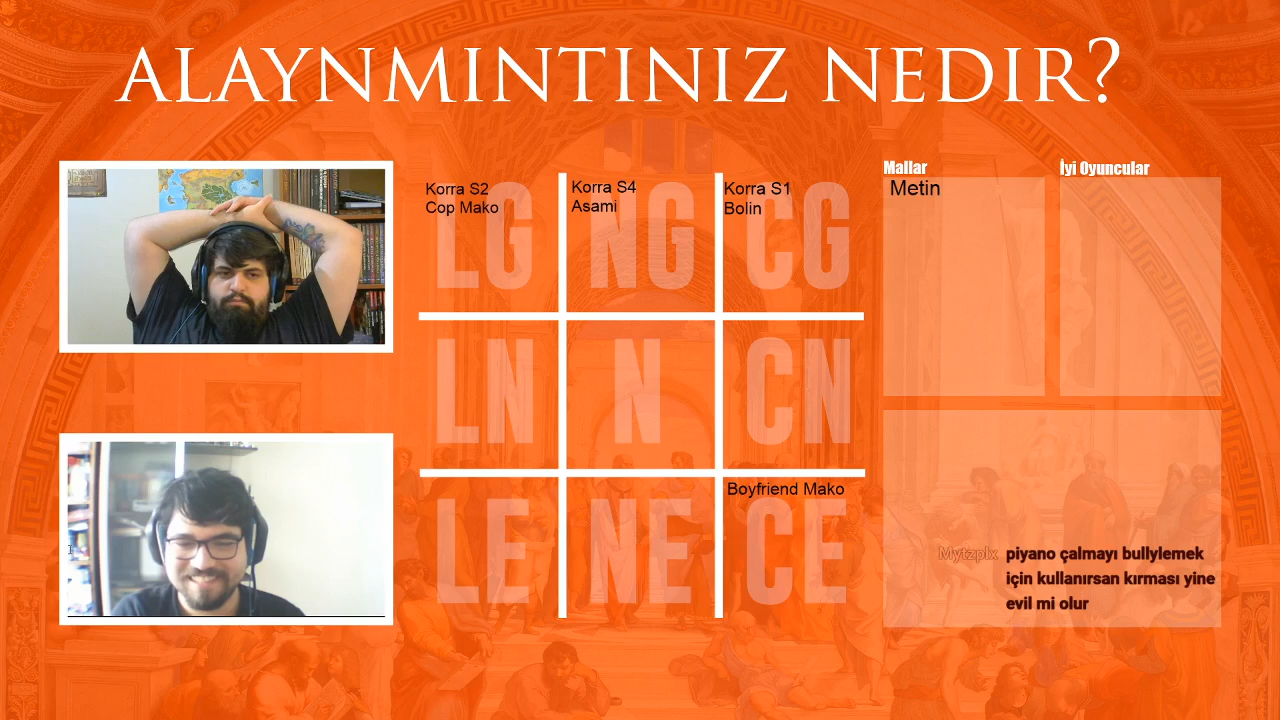 ALAYNMINTINIZ NEDIR?
Korra S2
Cop Mako
LG
Korra S4
Asami
NG
Korra S1
Bolin
CG
LN
N
CN
LE
NE
Boyfriend Mako
CE
Mallar
Metin
İyi Oyuncular
Mytzplx piyano çalmayı bullylemek
için kullanırsan kırması yine
evil mi olur